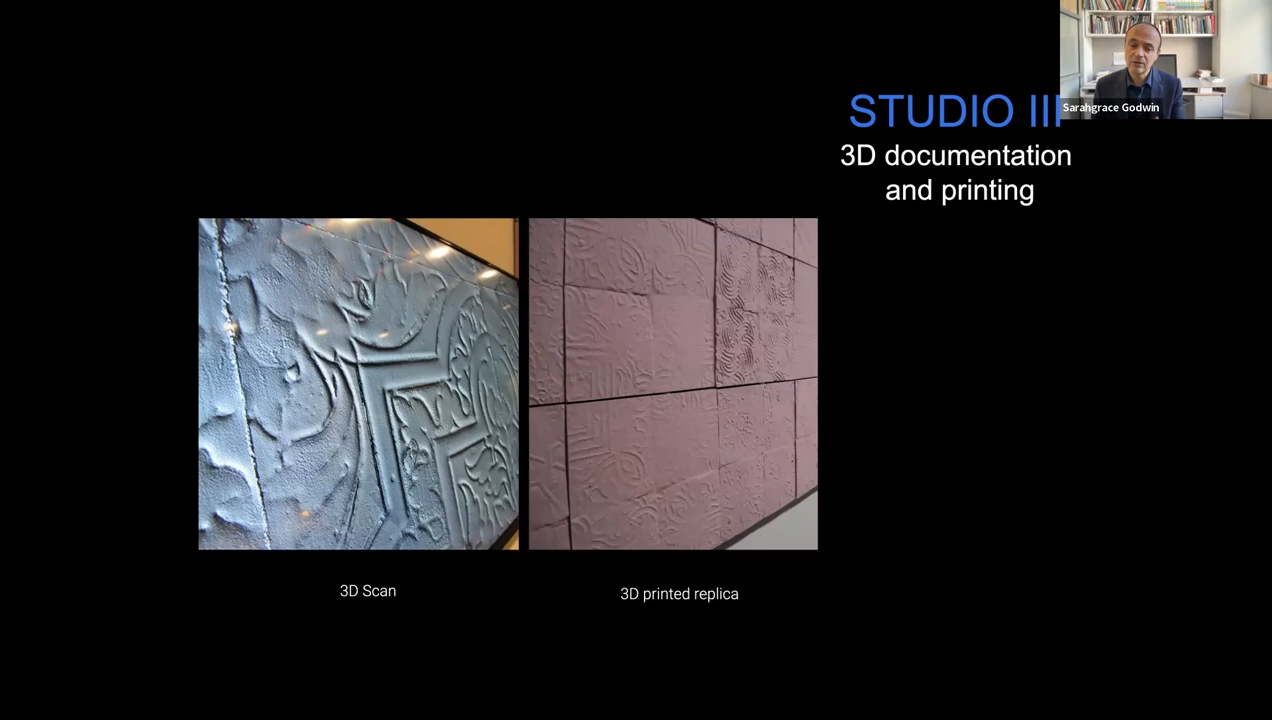 Sarahgrace Godwin
STUDIO III
3D documentation
and printing
3D Scan
3D printed replica